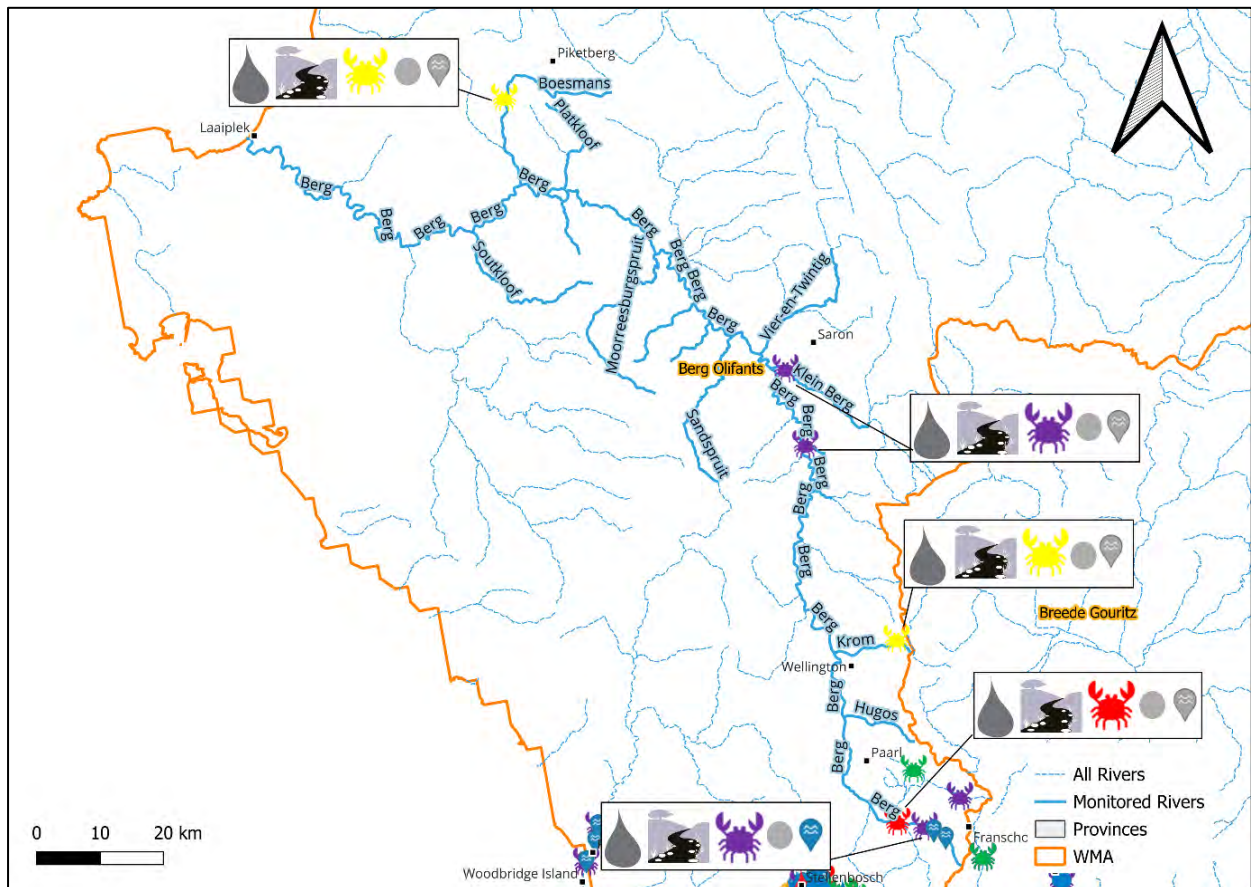 Piketberg
Boesmans
Platkloof
Laaiplek
Berg
Berg
Berg
Berg
Berg
Berg
Soutkloof
Moorreesburgspruit
Berg
Berg
Berg
Vier-en-Twintig
Saron
Berg Olifants
Klein Berg
Berg
Sandspruit
Berg
Berg
Berg
Berg
Breede Gouritz
Berg
Krom
Wellington
Berg
Hugos
Berg
Paarl
Berg
All Rivers
Monitored Rivers
Provinces
WMA
Franscho
0 10 20 km
Woodbridge Island
Stellenbosch